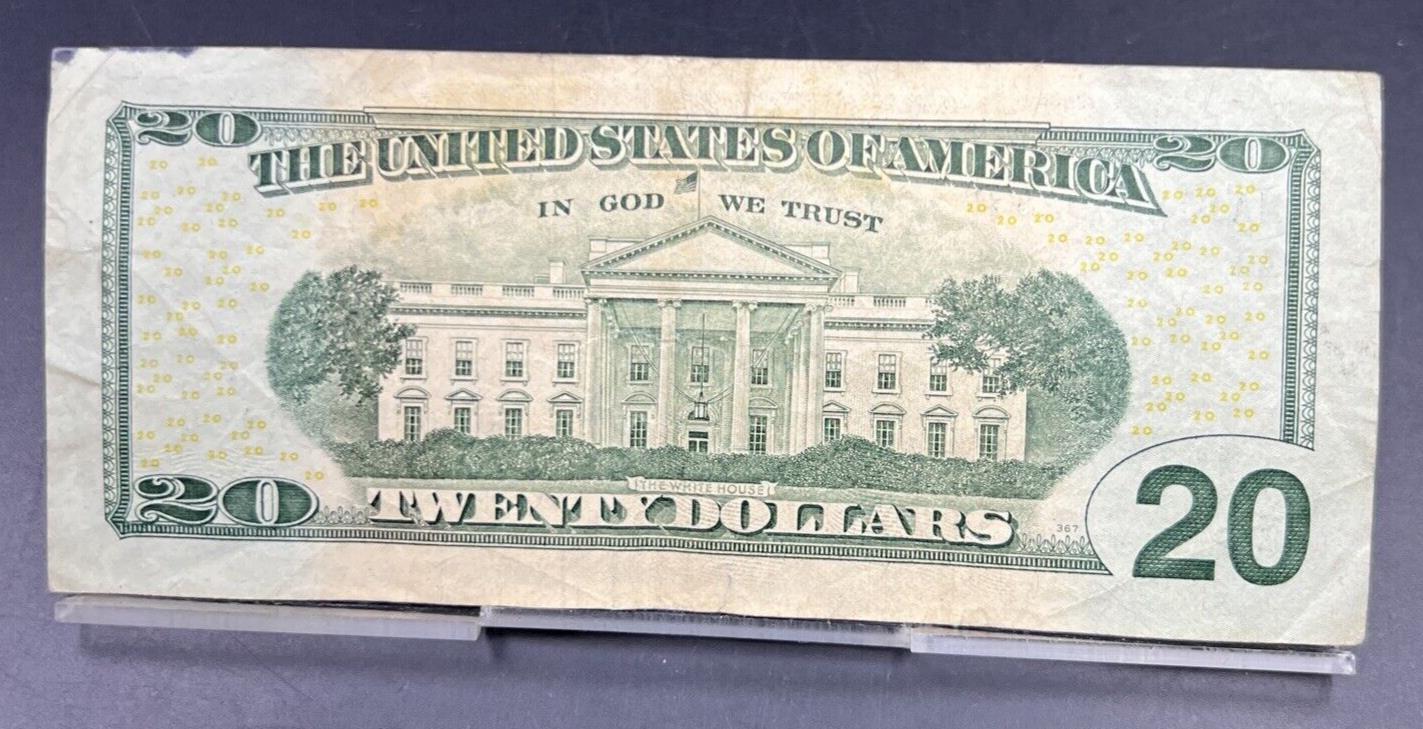 20 20
THE UNITED STATES OF AMERICA
IN GOD WE TRUST
THE WHITE HOUSE
20 TWENTY DOLLARS 367 20